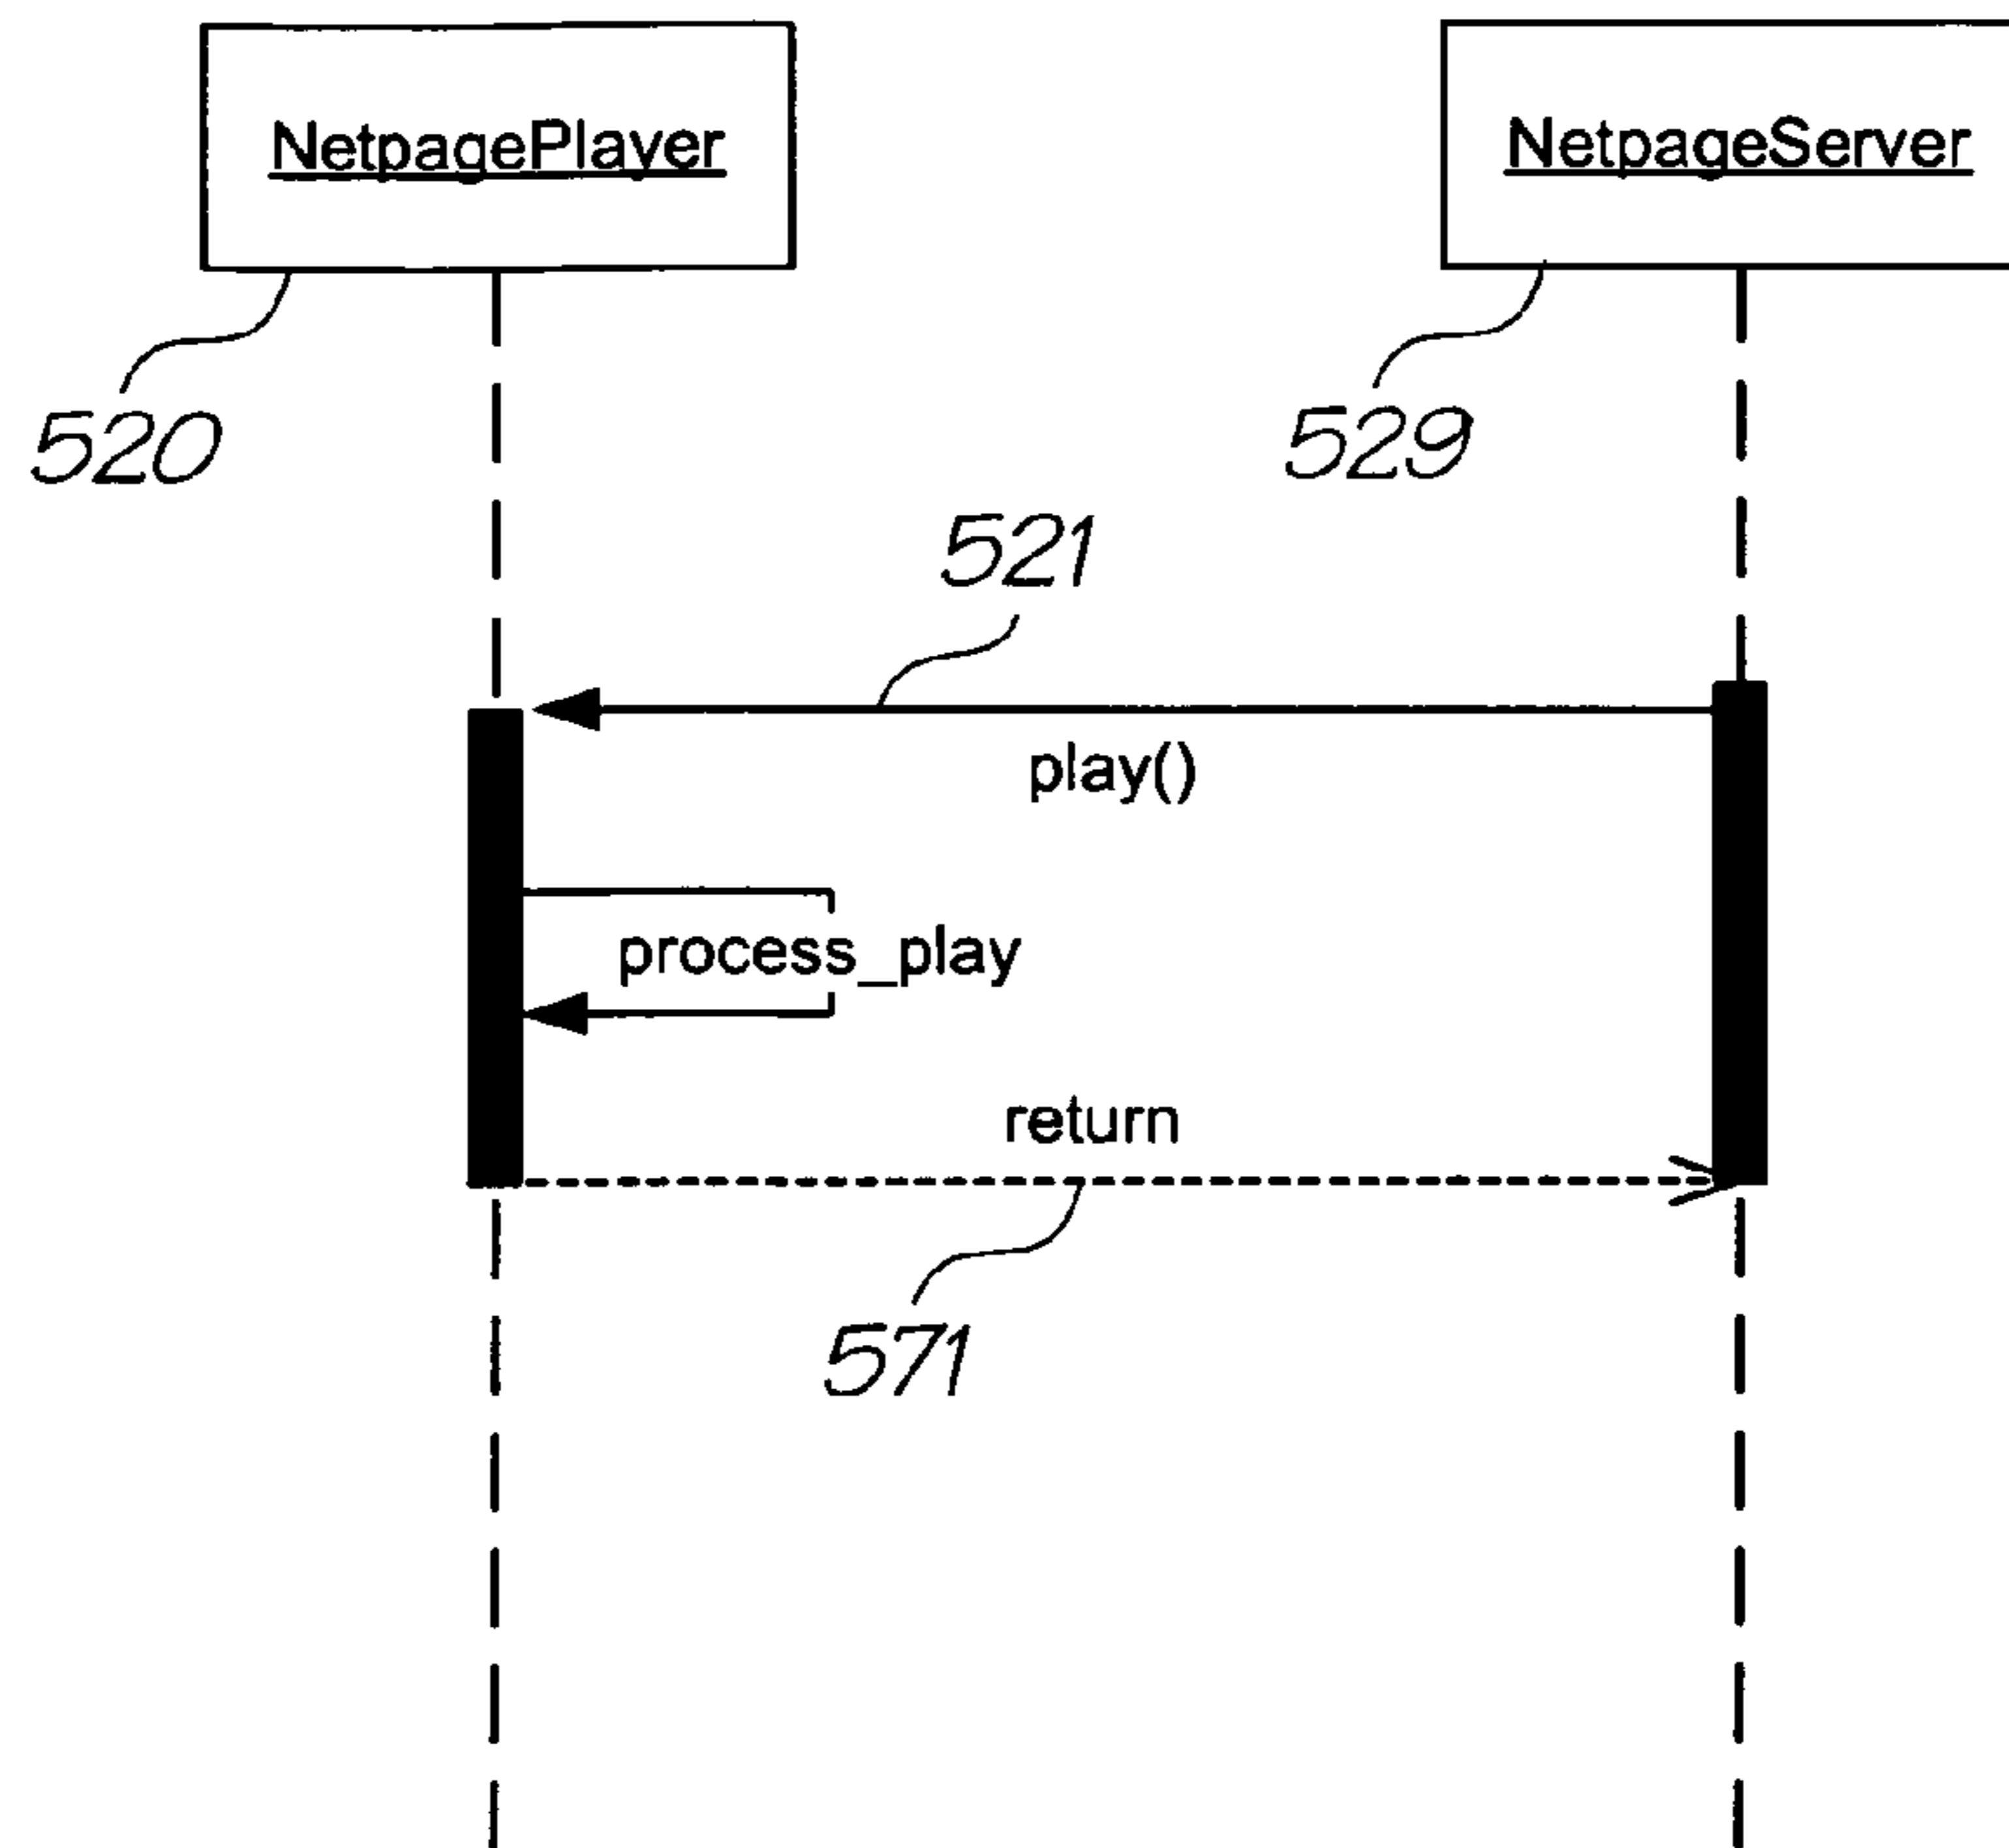 NetpagePlayer
NetpageServer
520
529
521
play()
process_play
return
571